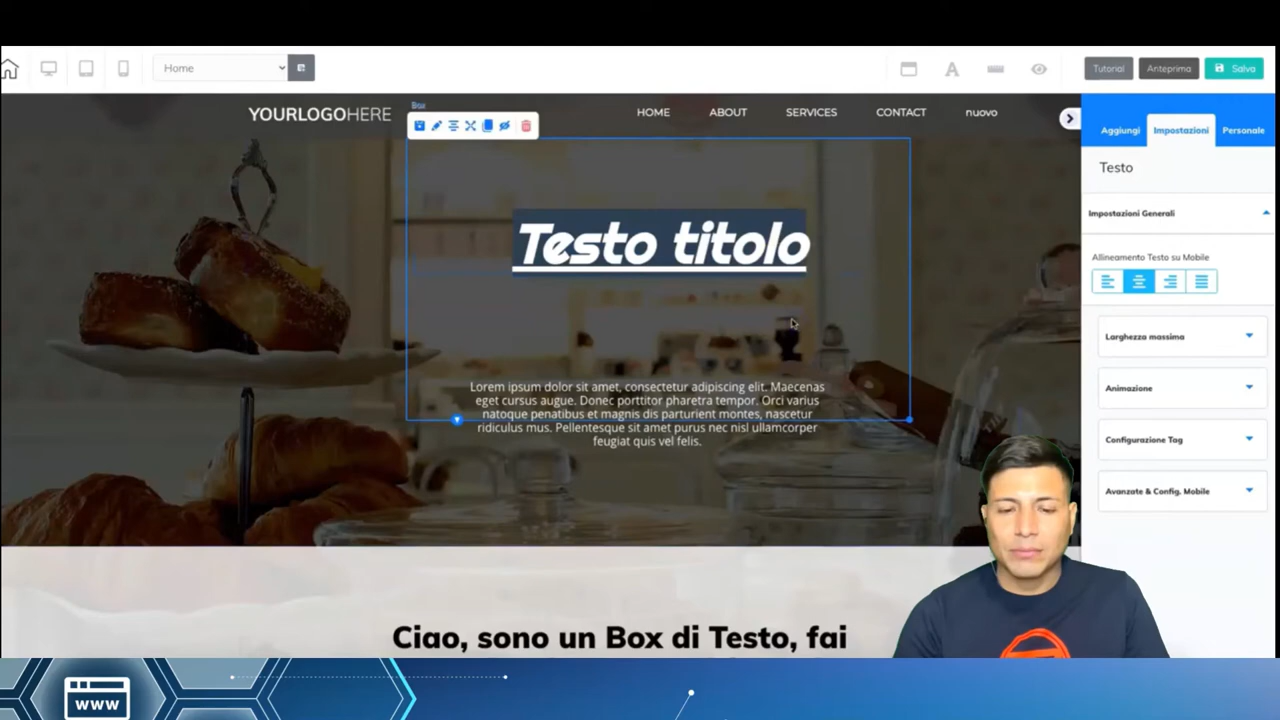 Home
Tutorial
Anteprima
Salva
YOURLOGOHERE
Box
HOME
ABOUT
SERVICES
CONTACT
nuovo
Aggiungi
Impostazioni
Personale
Testo
Impostazioni Generali
Allineamento Testo su Mobile
Testo titolo
Larghezza massima
Animazione
Configurazione Tag
Avanzate & Config. Mobile
Lorem ipsum dolor sit amet, consectetur adipiscing elit. Maecenas
eget cursus augue. Donec porttitor pharetra tempor. Orci varius
natoque penatibus et magnis dis parturient montes, nascetur
ridiculus mus. Pellentesque sit amet purus nec nisl ullamcorper
feugiat quis vel felis.
Ciao, sono un Box di Testo, fai
www